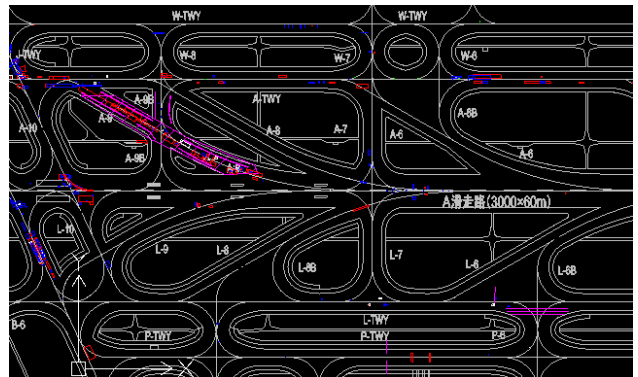 W-TWY W-TWY
J-TWY W-8 W-7 W-6
A-9B A-TWY A-8B
A-10 A-9 A-8 A-7 A-6
A-9B A-6
A滑走路(3000×60m)
L-10 L-9 L-8 L-8B L-7 L-6 L-6B
L-TWY
B-6 P-TWY P-TWY P-6
X